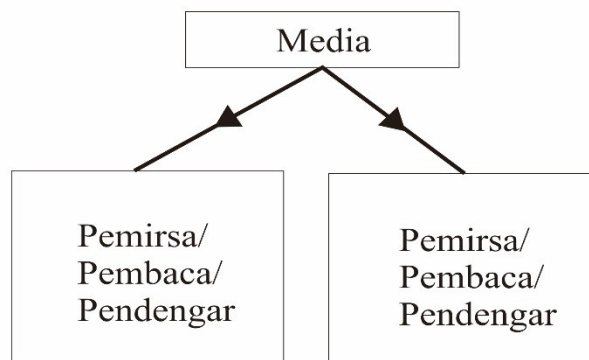 Media
Pemirsa/
Pembaca/
Pendengar
Pemirsa/
Pembaca/
Pendengar